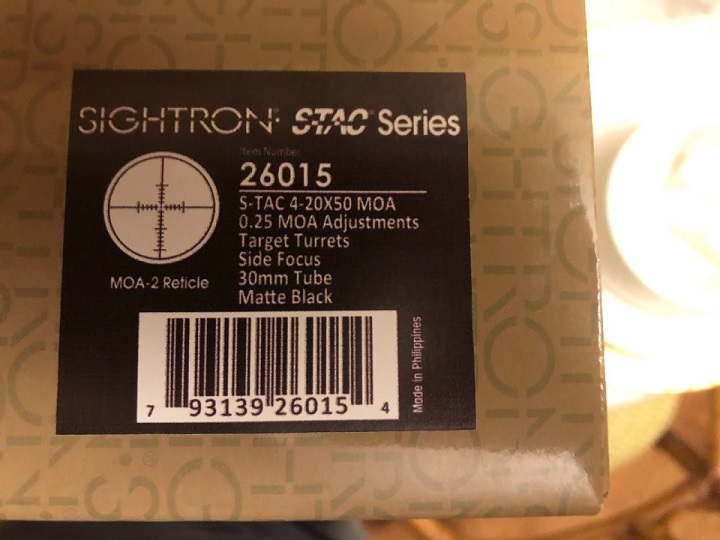 SIGHTRON® S-TAC™ Series
Item Number
26015
S-TAC 4-20X50 MOA
0.25 MOA Adjustments
Target Turrets
Side Focus
30mm Tube
Matte Black
MOA-2 Reticle
7 93139 26015 4
Made in Philippines